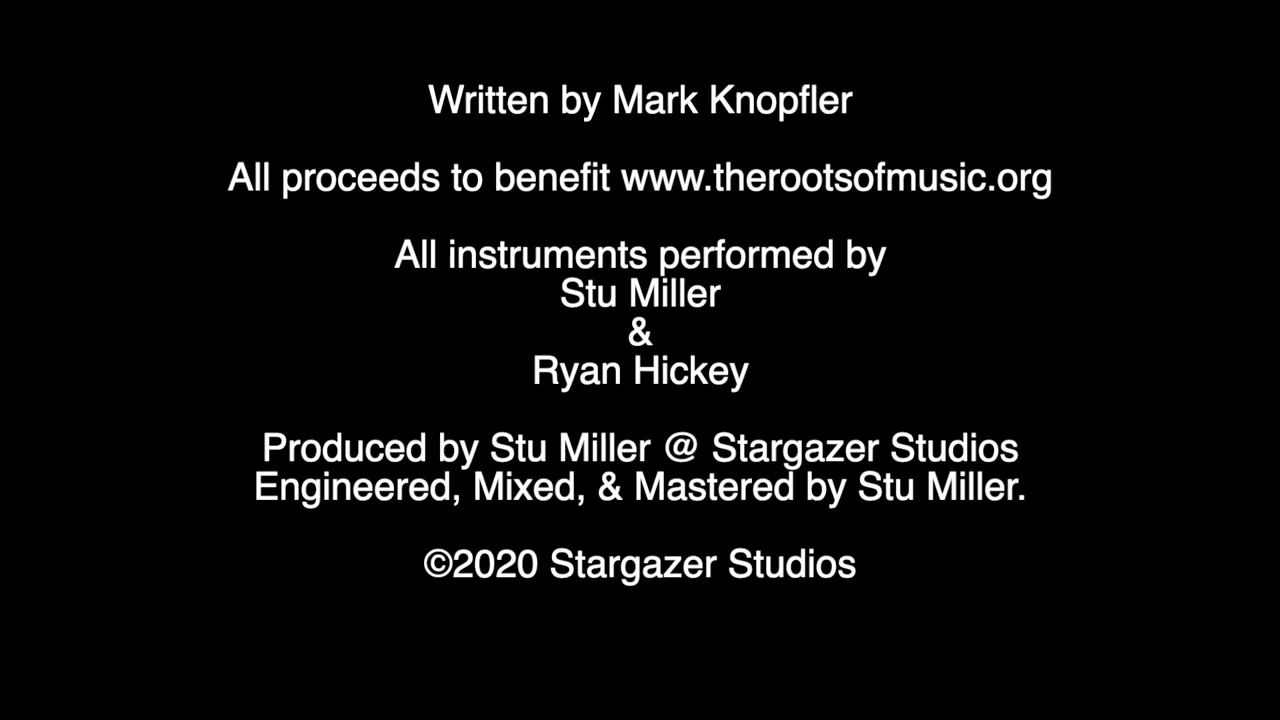 Written by Mark Knopfler
All proceeds to benefit www.therootsofmusic.org
All instruments performed by
Stu Miller
&
Ryan Hickey
Produced by Stu Miller @ Stargazer Studios
Engineered, Mixed, & Mastered by Stu Miller.
©2020 Stargazer Studios